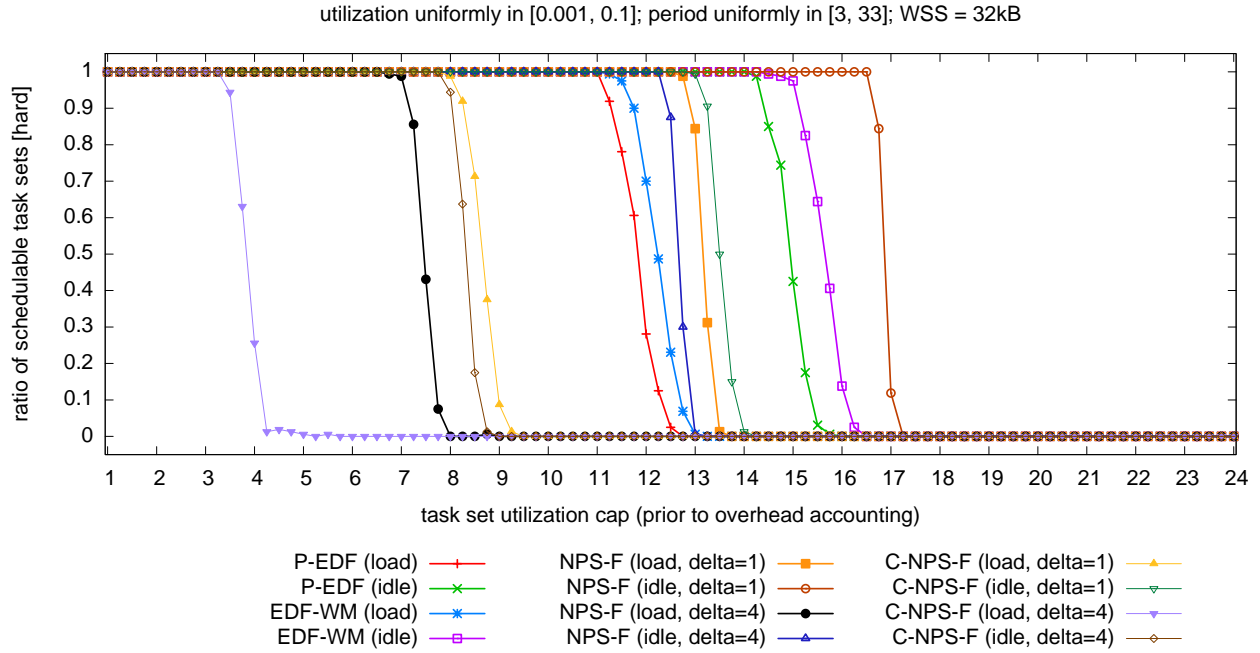 utilization uniformly in [0.001, 0.1]; period uniformly in [3, 33]; WSS = 32kB
ratio of schedulable task sets [hard]
1
0.9
0.8
0.7
0.6
0.5
0.4
0.3
0.2
0.1
0
1 2 3 4 5 6 7 8 9 10 11 12 13 14 15 16 17 18 19 20 21 22 23 24
task set utilization cap (prior to overhead accounting)
P-EDF (load)
P-EDF (idle)
EDF-WM (load)
EDF-WM (idle)
NPS-F (load, delta=1)
NPS-F (idle, delta=1)
NPS-F (load, delta=4)
NPS-F (idle, delta=4)
C-NPS-F (load, delta=1)
C-NPS-F (idle, delta=1)
C-NPS-F (load, delta=4)
C-NPS-F (idle, delta=4)